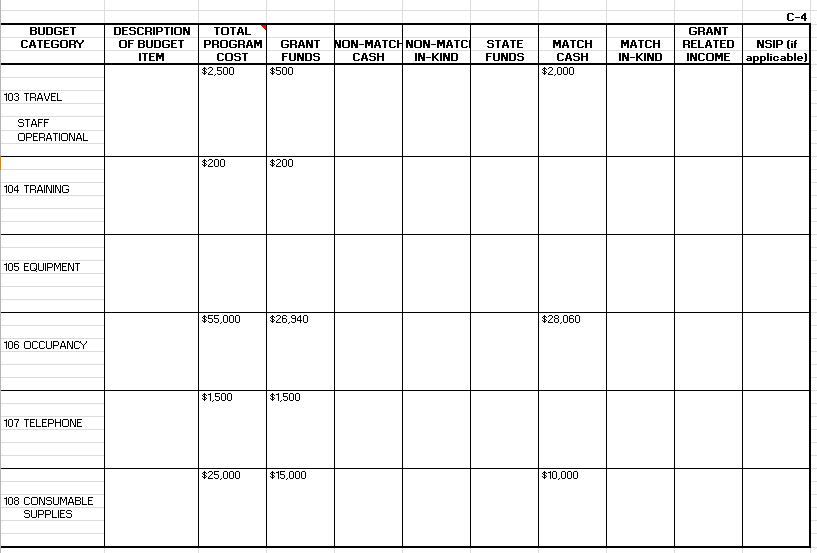 C-4
BUDGET CATEGORY DESCRIPTION OF BUDGET ITEM TOTAL PROGRAM COST GRANT FUNDS NON-MATCH CASH NON-MATC IN-KIND STATE FUNDS MATCH CASH MATCH IN-KIND GRANT RELATED INCOME NSIP (if applicable)
$2,500 $500 $2,000
103 TRAVEL
STAFF
OPERATIONAL
$200 $200
104 TRAINING
105 EQUIPMENT
$55,000 $26,940 $28,060
106 OCCUPANCY
$1,500 $1,500
107 TELEPHONE
$25,000 $15,000 $10,000
108 CONSUMABLE
SUPPLIES